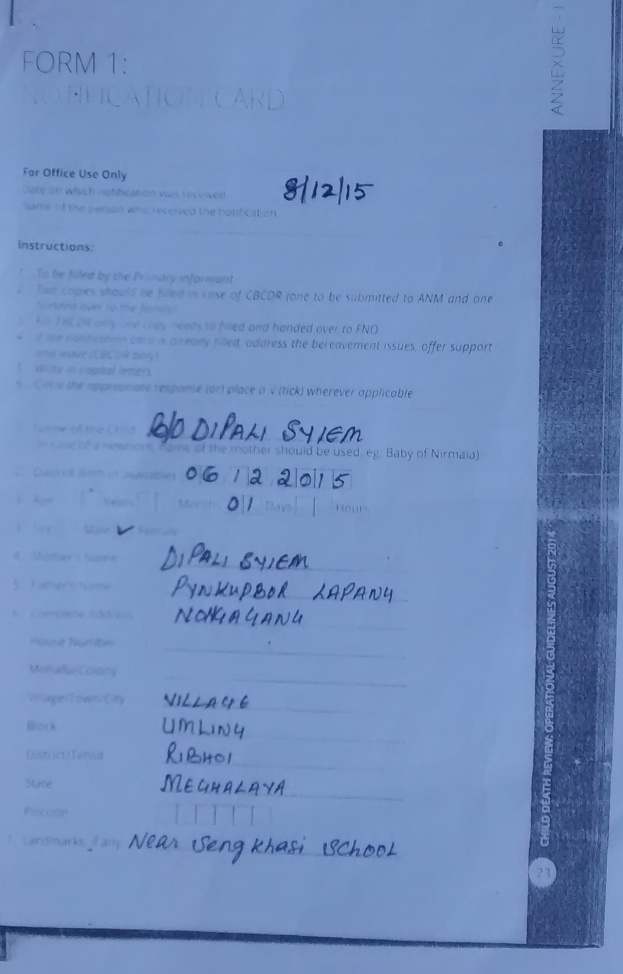 ANNEXURE - I
FORM 1:
NOTIFICATION CARD
For Office Use Only
Date on which notification was received 8/12/15
Name of the person who received the notification
Instructions:
1. To be filled by the Primary informant
2. Two copies should be filled in case of CBCDR (one to be submitted to ANM and one
handed over to the family)
3. For FBCDR only one copy needs to filled and handed over to FNO
4. If the notification card is already filled, address the bereavement issues, offer support
and leave (CBCDR only)
5. Write in capital letters
6. Circle the appropriate response (or) place a √ (tick) wherever applicable
1. Name of the Child B/O DIPALI SYIEM
(In case of a newborn, name of the mother should be used, eg. Baby of Nirmala)
2. Date of Birth 06 12 2015
3. Age Years Months 01 Days Hours
3. Sex Male ✓ Female
4. Mother's Name DIPALI SYIEM
5. Father's Name PYNKUPBOR LAPANG
6. Complete Address
House Number
Mohalla/Colony
Village/Town/City VILLAGE
Block UMLING
District/Tehsil RIBHOI
State MEGHALAYA
Pincode
Landmarks, if any Near Sengkhasi SCHOOL
CHILD DEATH REVIEW: OPERATIONAL GUIDELINES AUGUST 2014
23